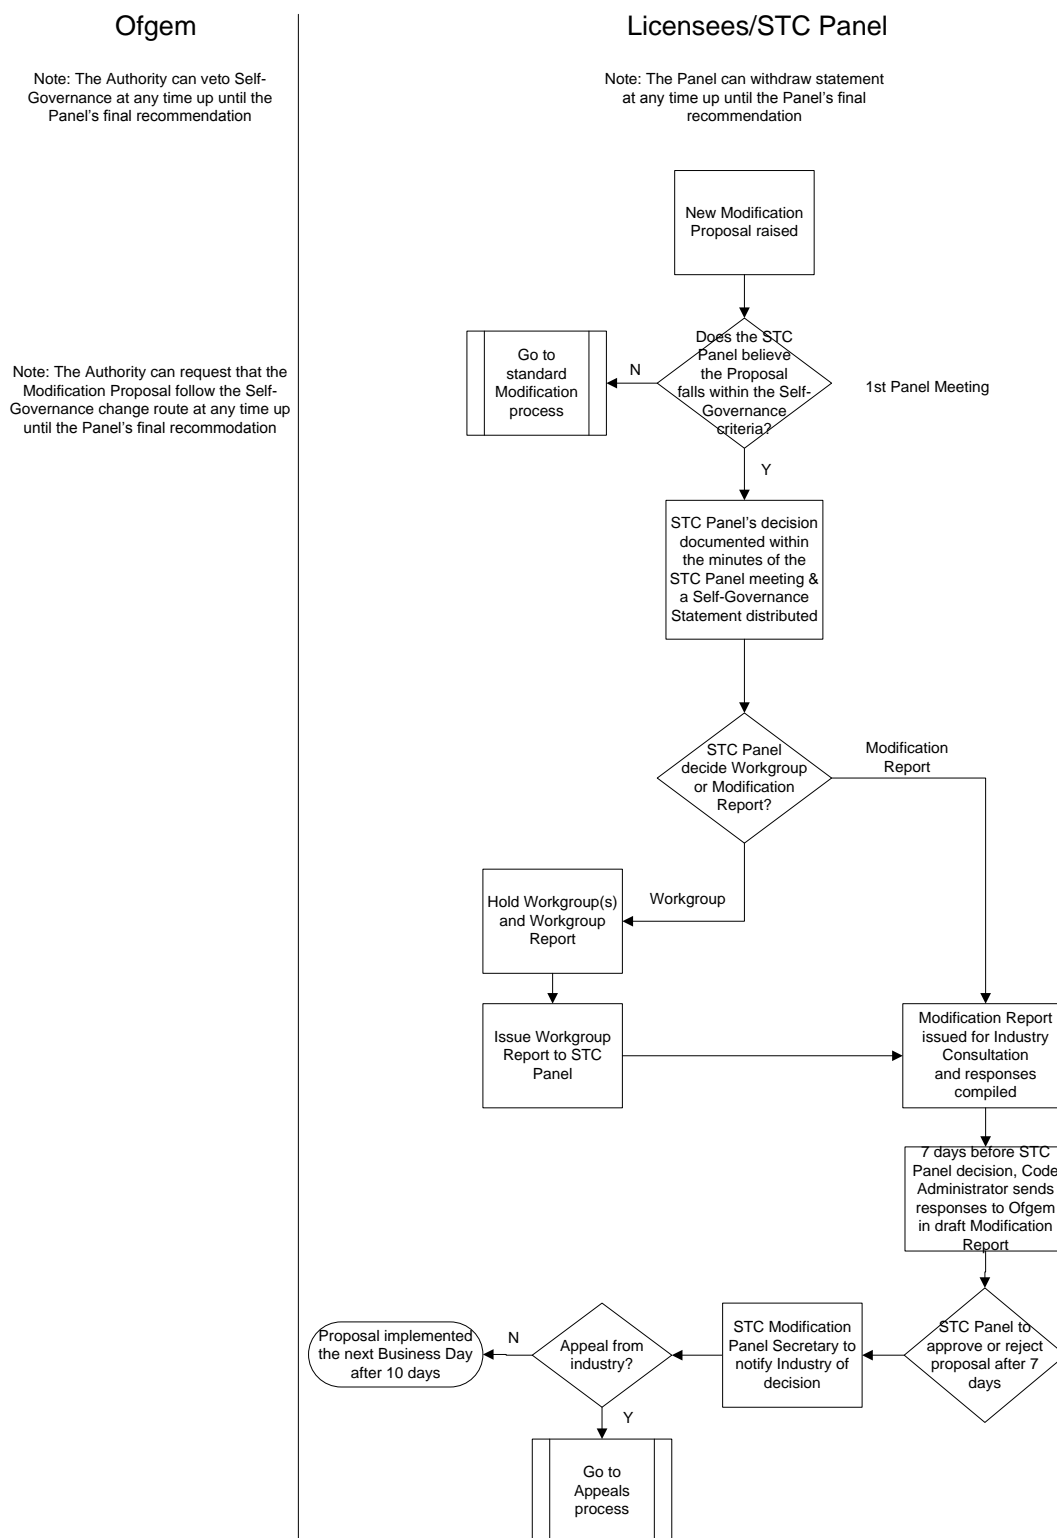 Ofgem
Note: The Authority can veto Self-
Governance at any time up until the
Panel's final recommendation
Note: The Authority can request that the
Modification Proposal follow the Self-
Governance change route at any time up
until the Panel's final recommodation
Licensees/STC Panel
Note: The Panel can withdraw statement
at any time up until the Panel's final
recommendation
New Modification
Proposal raised
Does the STC
Panel believe
the Proposal
falls within the Self-
Governance
criteria?
1st Panel Meeting
N
Go to
standard
Modification
process
Y
STC Panel's decision
documented within
the minutes of the
STC Panel meeting &
a Self-Governance
Statement distributed
STC Panel
decide Workgroup
or Modification
Report?
Modification
Report
Workgroup
Hold Workgroup(s)
and Workgroup
Report
Issue Workgroup
Report to STC
Panel
Modification Report
issued for Industry
Consultation
and responses
compiled
7 days before STC
Panel decision, Code
Administrator sends
responses to Ofgem
in draft Modification
Report
STC Panel to
approve or reject
proposal after 7
days
STC Modification
Panel Secretary to
notify Industry of
decision
Appeal from
industry?
N
Proposal implemented
the next Business Day
after 10 days
Y
Go to
Appeals
process